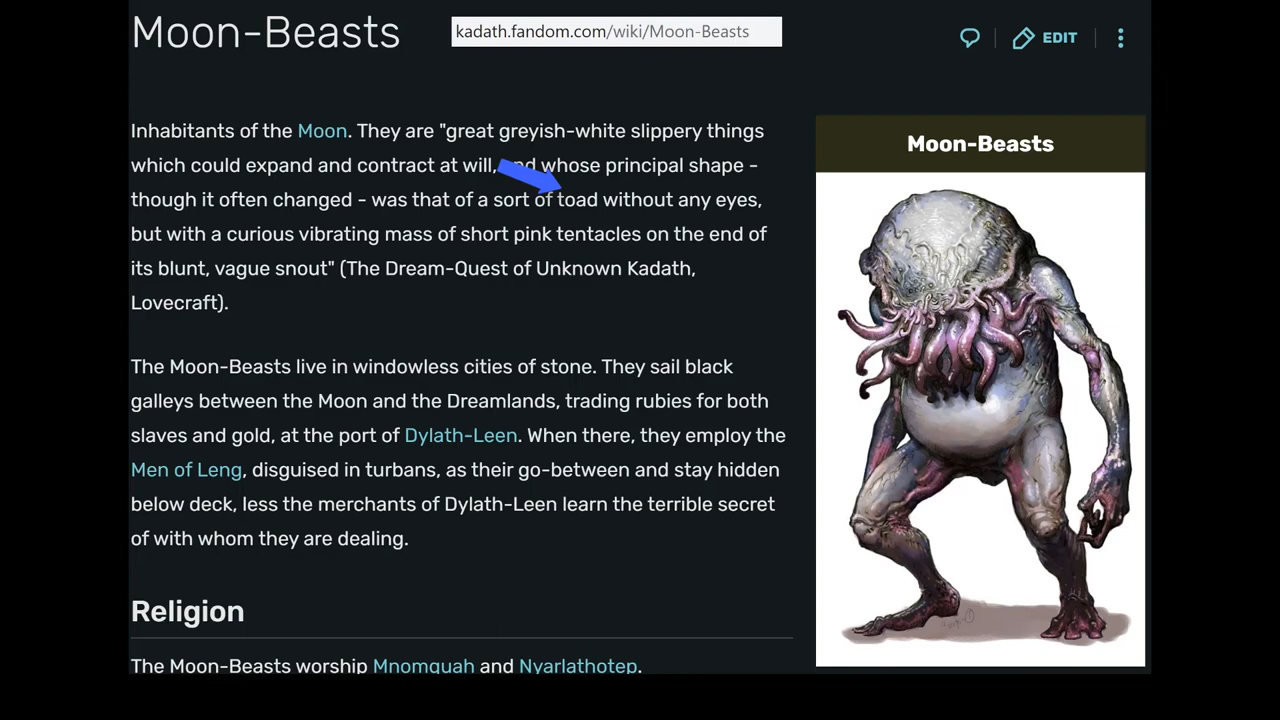 Moon-Beasts
kadath.fandom.com/wiki/Moon-Beasts
EDIT
Inhabitants of the Moon. They are "great greyish-white slippery things
which could expand and contract at will, and whose principal shape -
though it often changed - was that of a sort of toad without any eyes,
but with a curious vibrating mass of short pink tentacles on the end of
its blunt, vague snout" (The Dream-Quest of Unknown Kadath,
Lovecraft).
The Moon-Beasts live in windowless cities of stone. They sail black
galleys between the Moon and the Dreamlands, trading rubies for both
slaves and gold, at the port of Dylath-Leen. When there, they employ the
Men of Leng, disguised in turbans, as their go-between and stay hidden
below deck, less the merchants of Dylath-Leen learn the terrible secret
of with whom they are dealing.
Religion
The Moon-Beasts worship Mnomquah and Nyarlathotep.
Moon-Beasts